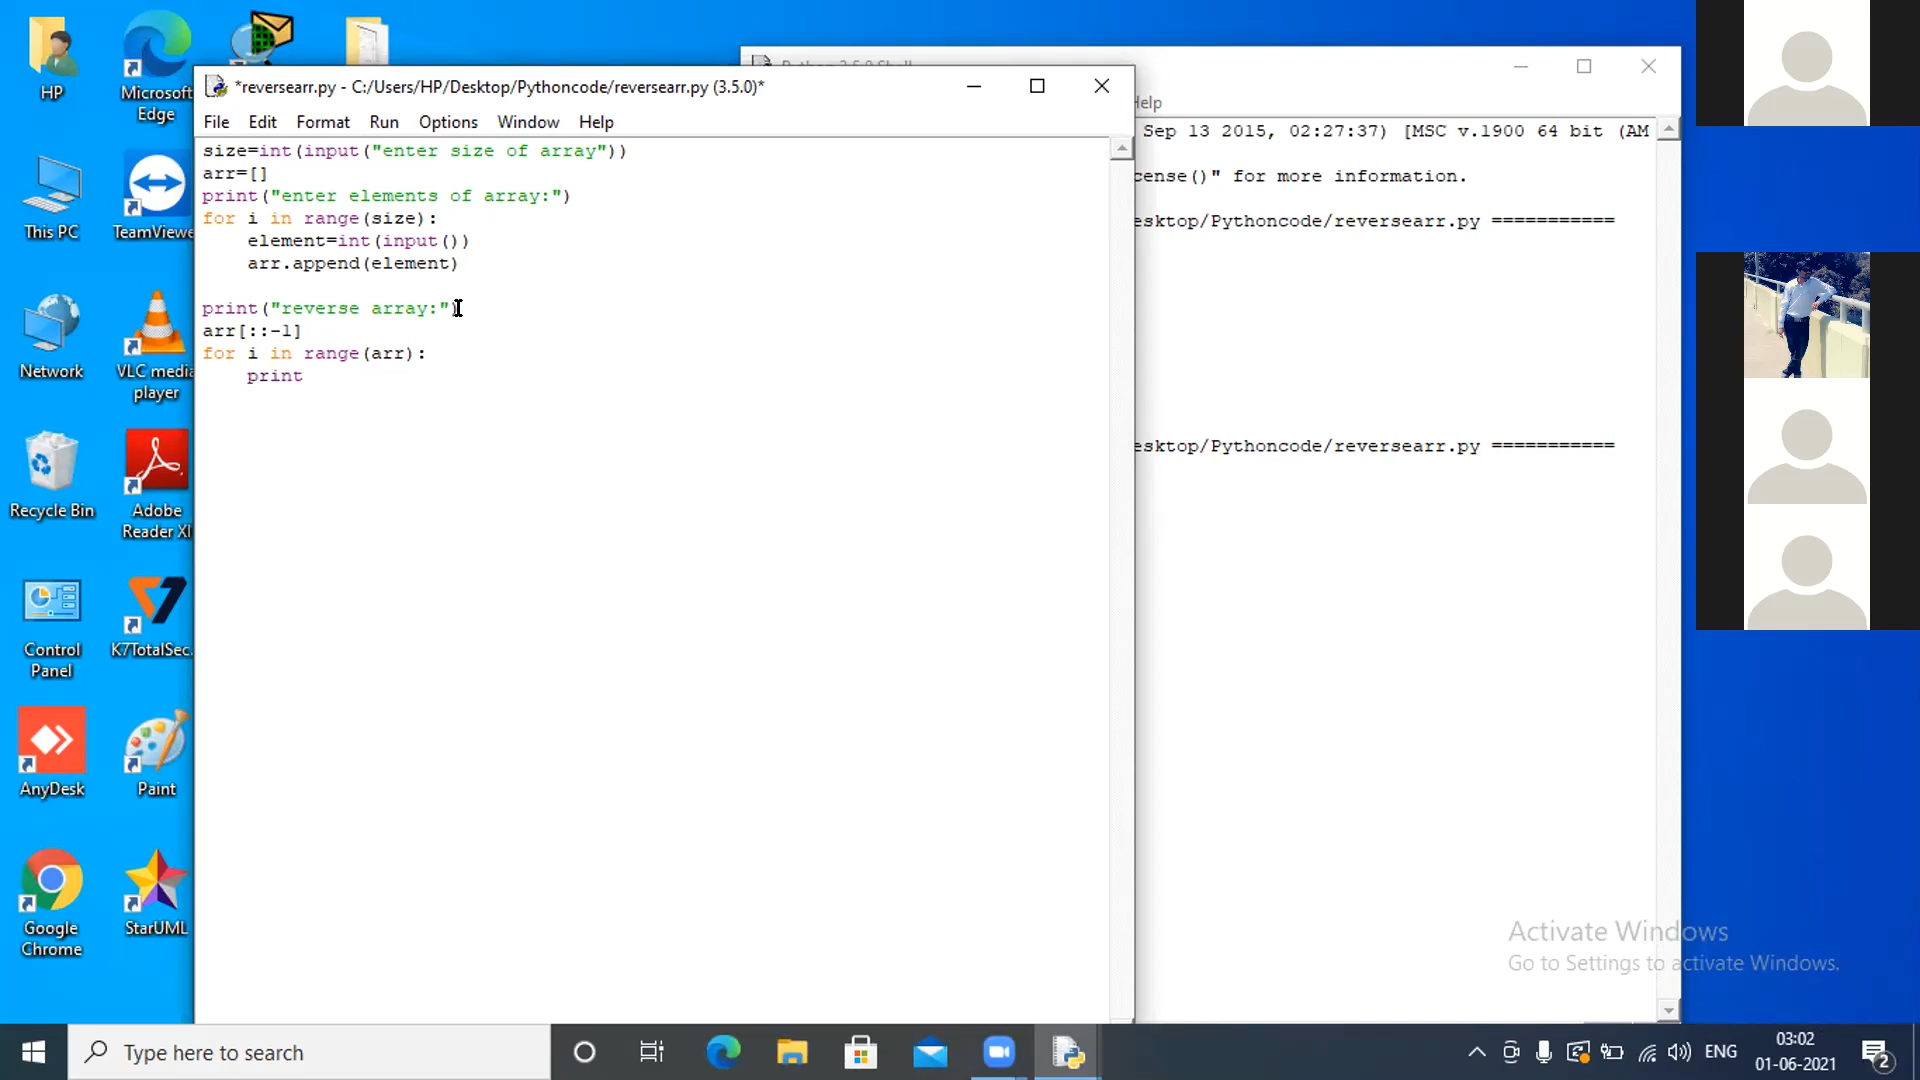 HP
Microsoft
Edge
This PC
TeamViewe
Network
VLC media
player
Recycle Bin
Adobe
Reader XI
Control
Panel
K7TotalSec...
AnyDesk
Paint
Google
Chrome
StarUML
*reversearr.py - C:/Users/HP/Desktop/Pythoncode/reversearr.py (3.5.0)*
File Edit Format Run Options Window Help
size=int(input("enter size of array"))
arr=[]
print("enter elements of array:")
for i in range(size):
element=int(input())
arr.append(element)
print("reverse array:")
arr[::-1]
for i in range(arr):
print
Help
Sep 13 2015, 02:27:37) [MSC v.1900 64 bit (AM
cense()" for more information.
esktop/Pythoncode/reversearr.py ===========
esktop/Pythoncode/reversearr.py ===========
Activate Windows
Go to Settings to activate Windows.
Type here to search
ENG
03:02
01-06-2021
2